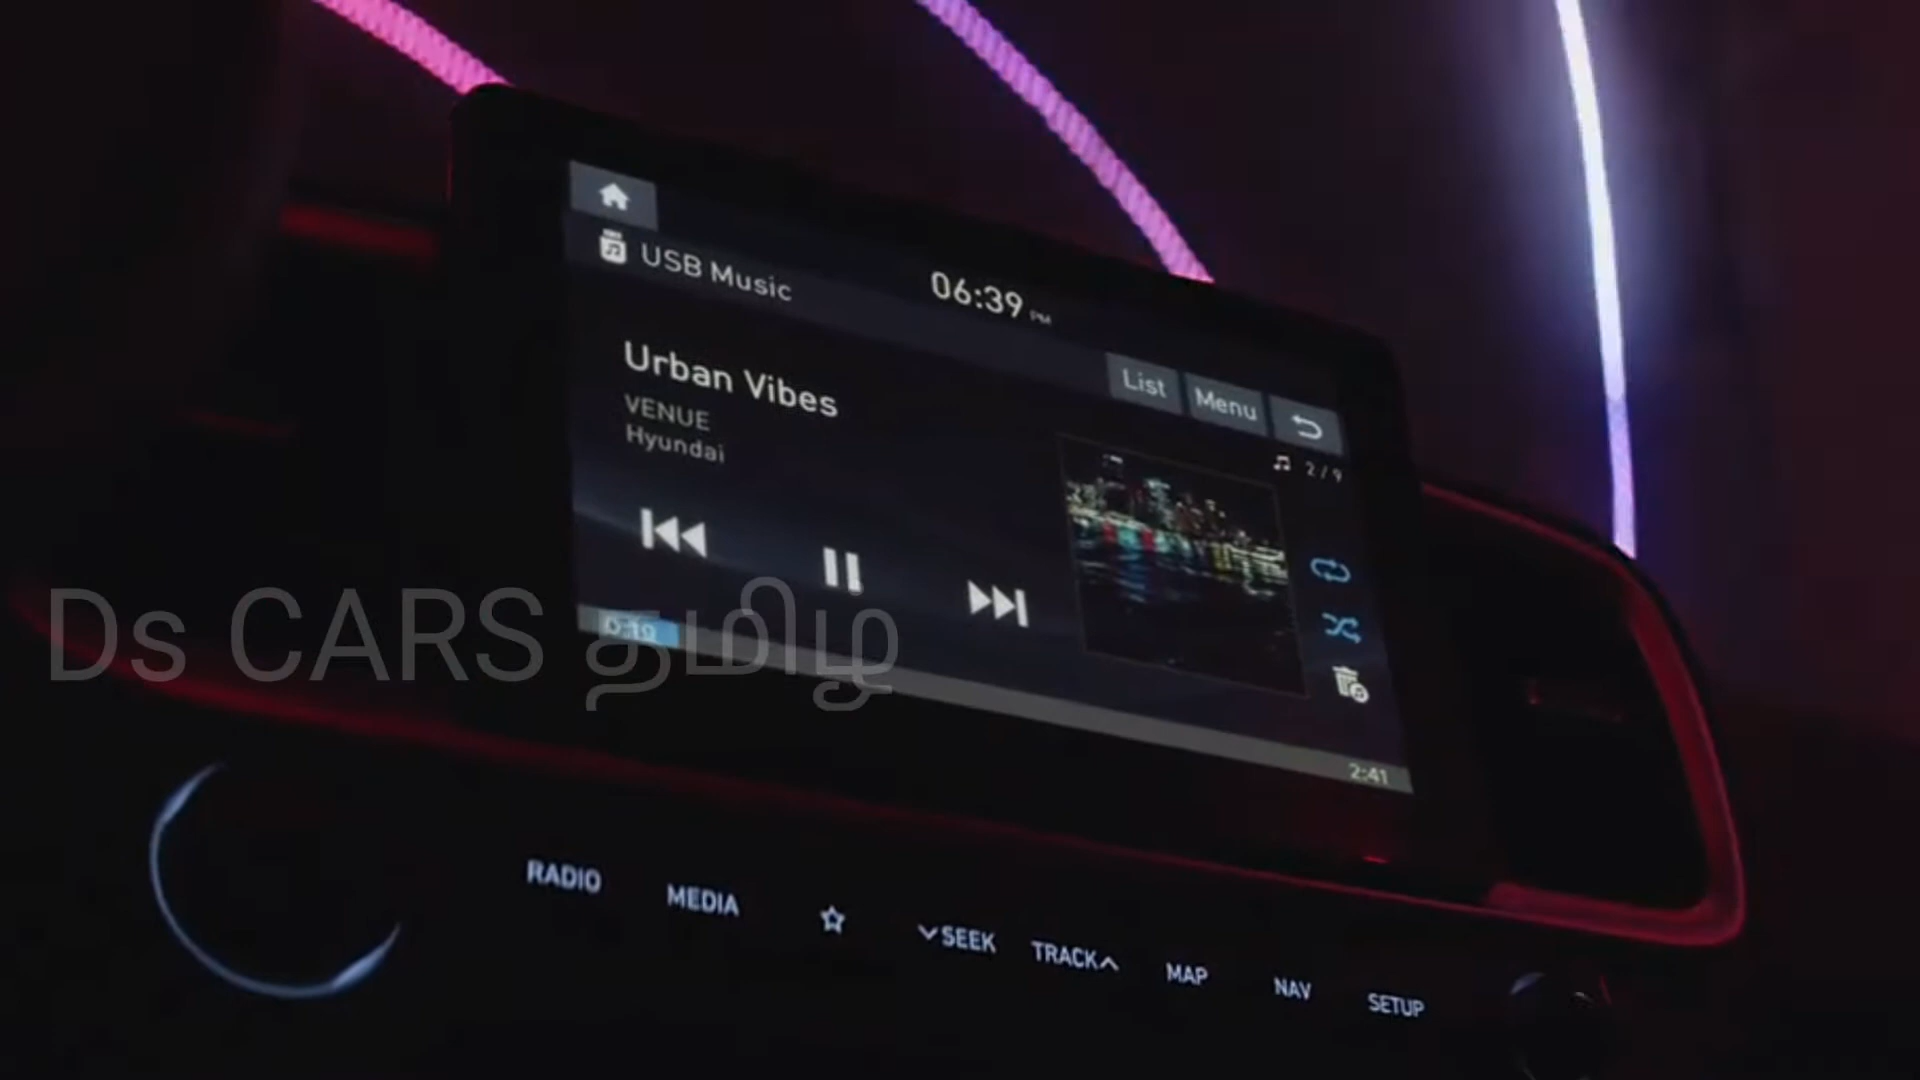 USB Music
06:39 PM
Urban Vibes
VENUE
Hyundai
List
Menu
2/9
0:19
2:41
Ds CARS தமிழ்
RADIO
MEDIA
SEEK
TRACK
MAP
NAV
SETUP